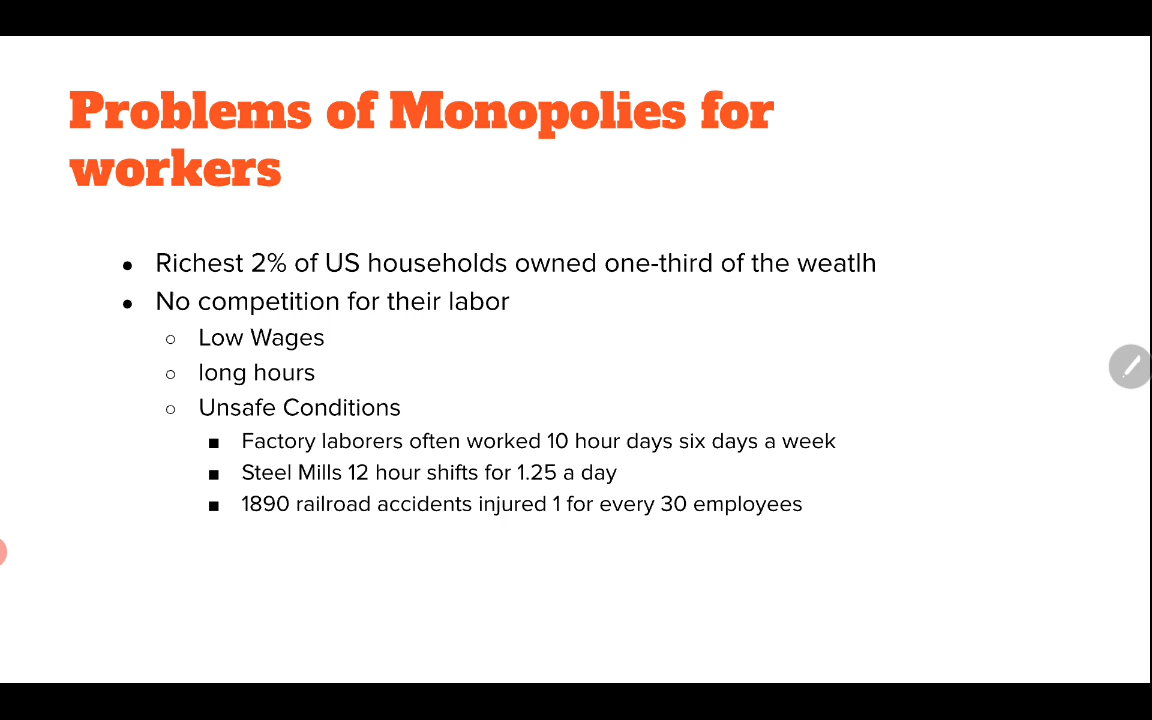 Problems of Monopolies for
workers
● Richest 2% of US households owned one-third of the weatlh
● No competition for their labor
○ Low Wages
○ long hours
○ Unsafe Conditions
■ Factory laborers often worked 10 hour days six days a week
■ Steel Mills 12 hour shifts for 1.25 a day
■ 1890 railroad accidents injured 1 for every 30 employees